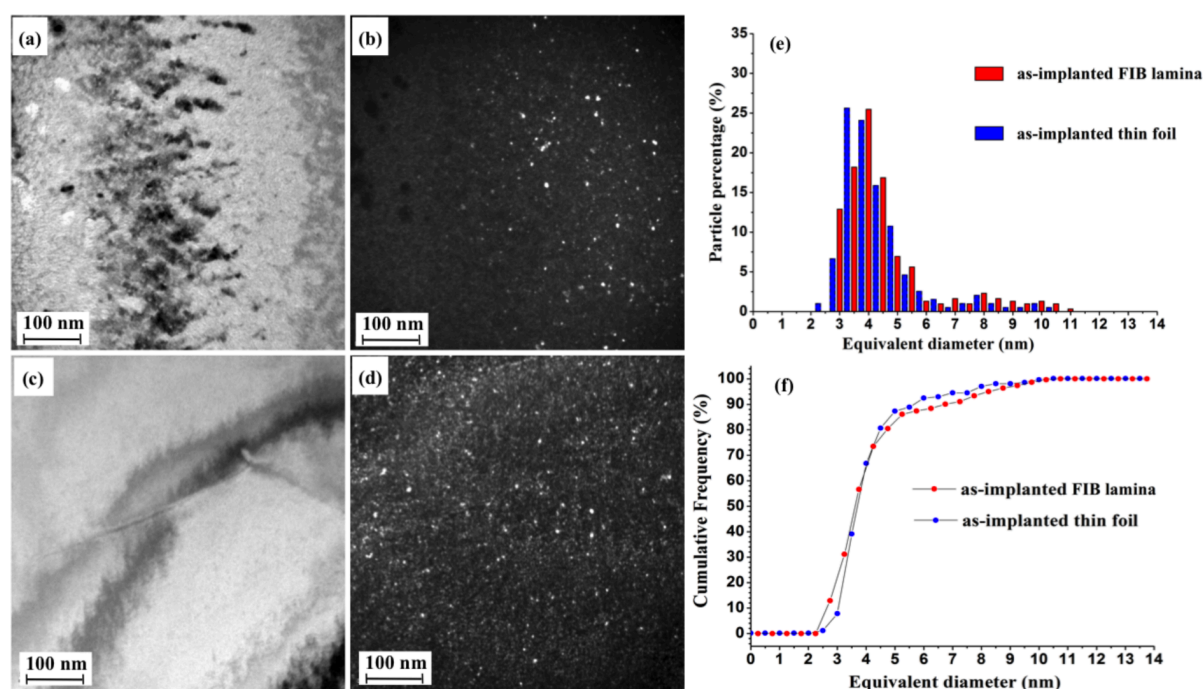 (a)
100 nm
(b)
100 nm
(c)
100 nm
(d)
100 nm
(e)
as-implanted FIB lamina
as-implanted thin foil
Particle percentage (%)
35
30
25
20
15
10
5
0
0 1 2 3 4 5 6 7 8 9 10 11 12 13 14
Equivalent diameter (nm)
(f)
as-implanted FIB lamina
as-implanted thin foil
Cumulative Frequency (%)
100
90
80
70
60
50
40
30
20
10
0
0 1 2 3 4 5 6 7 8 9 10 11 12 13 14
Equivalent diameter (nm)